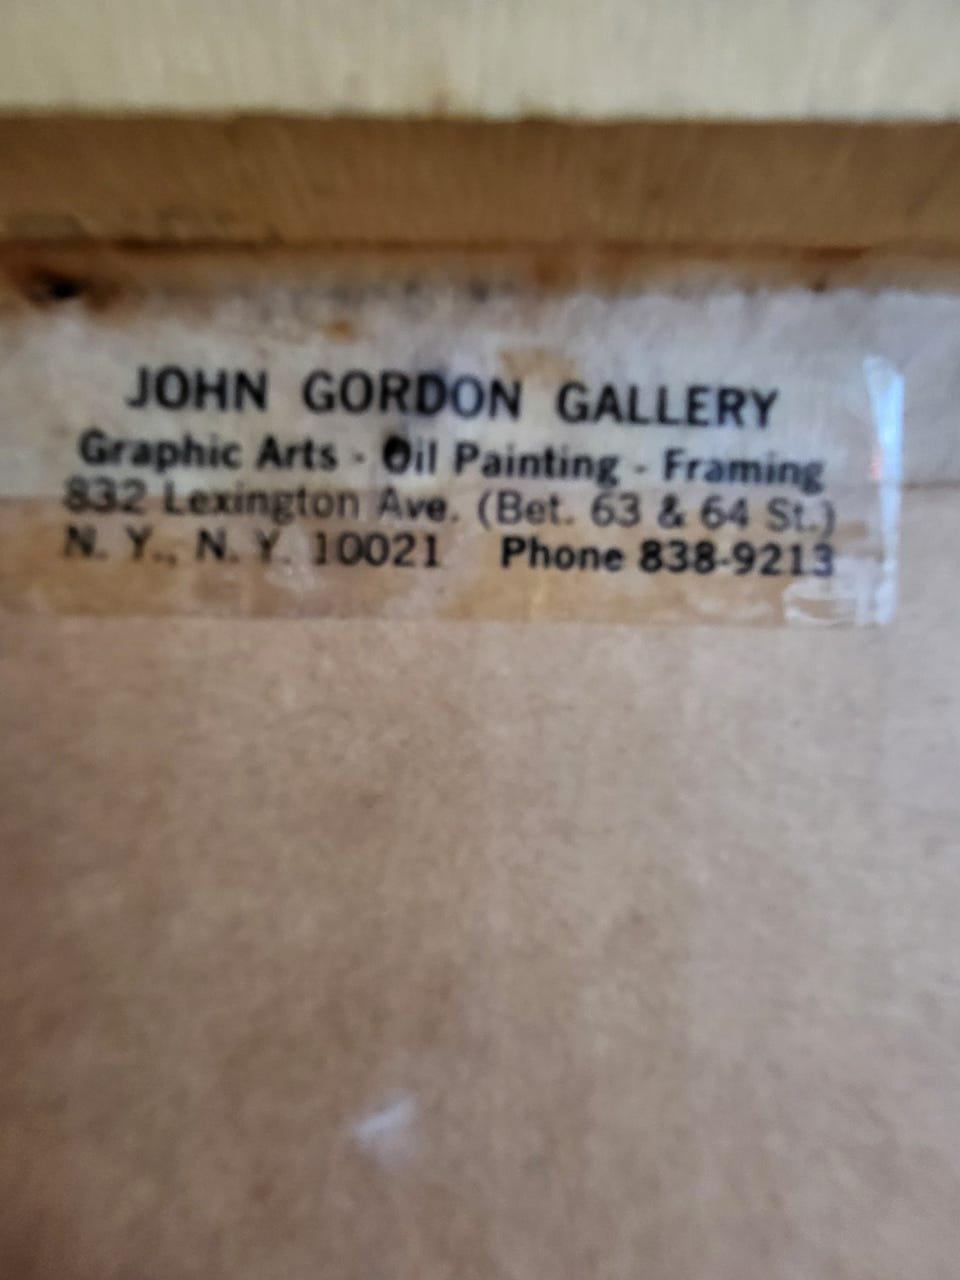 JOHN GORDON GALLERY
Graphic Arts - Oil Painting - Framing
832 Lexington Ave. (Bet. 63 & 64 St.)
N. Y., N. Y. 10021 Phone 838-9213